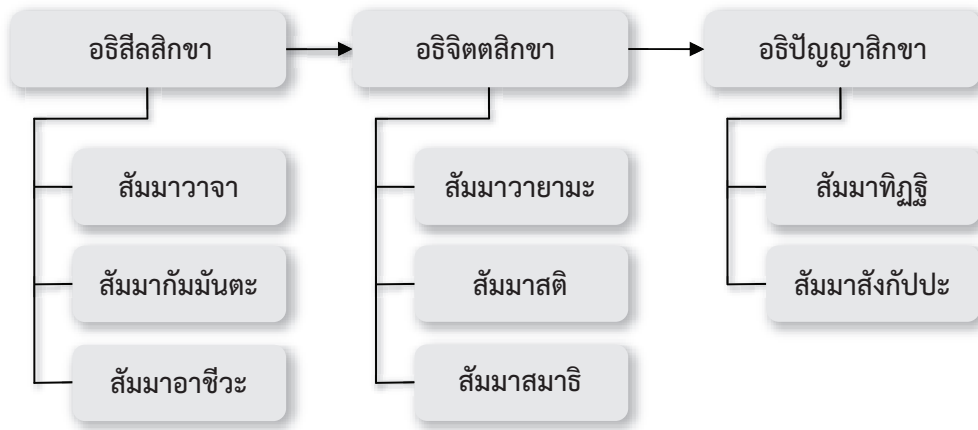 อธิสีลสิกขา
อธิจิตตสิกขา
อธิปัญญาสิกขา
สัมมาวาจา
สัมมาวายามะ
สัมมาทิฏฐิ
สัมมากัมมันตะ
สัมมาสติ
สัมมาสังกัปปะ
สัมมาอาชีวะ
สัมมาสมาธิ